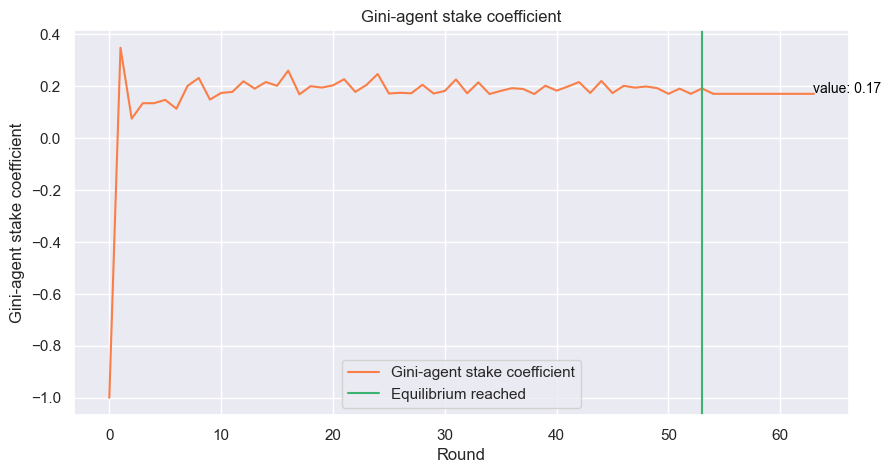 Gini-agent stake coefficient
0.4
0.2
0.0
−0.2
−0.4
−0.6
−0.8
−1.0
Gini-agent stake coefficient
value: 0.17
Gini-agent stake coefficient
Equilibrium reached
0 10 20 30 40 50 60
Round